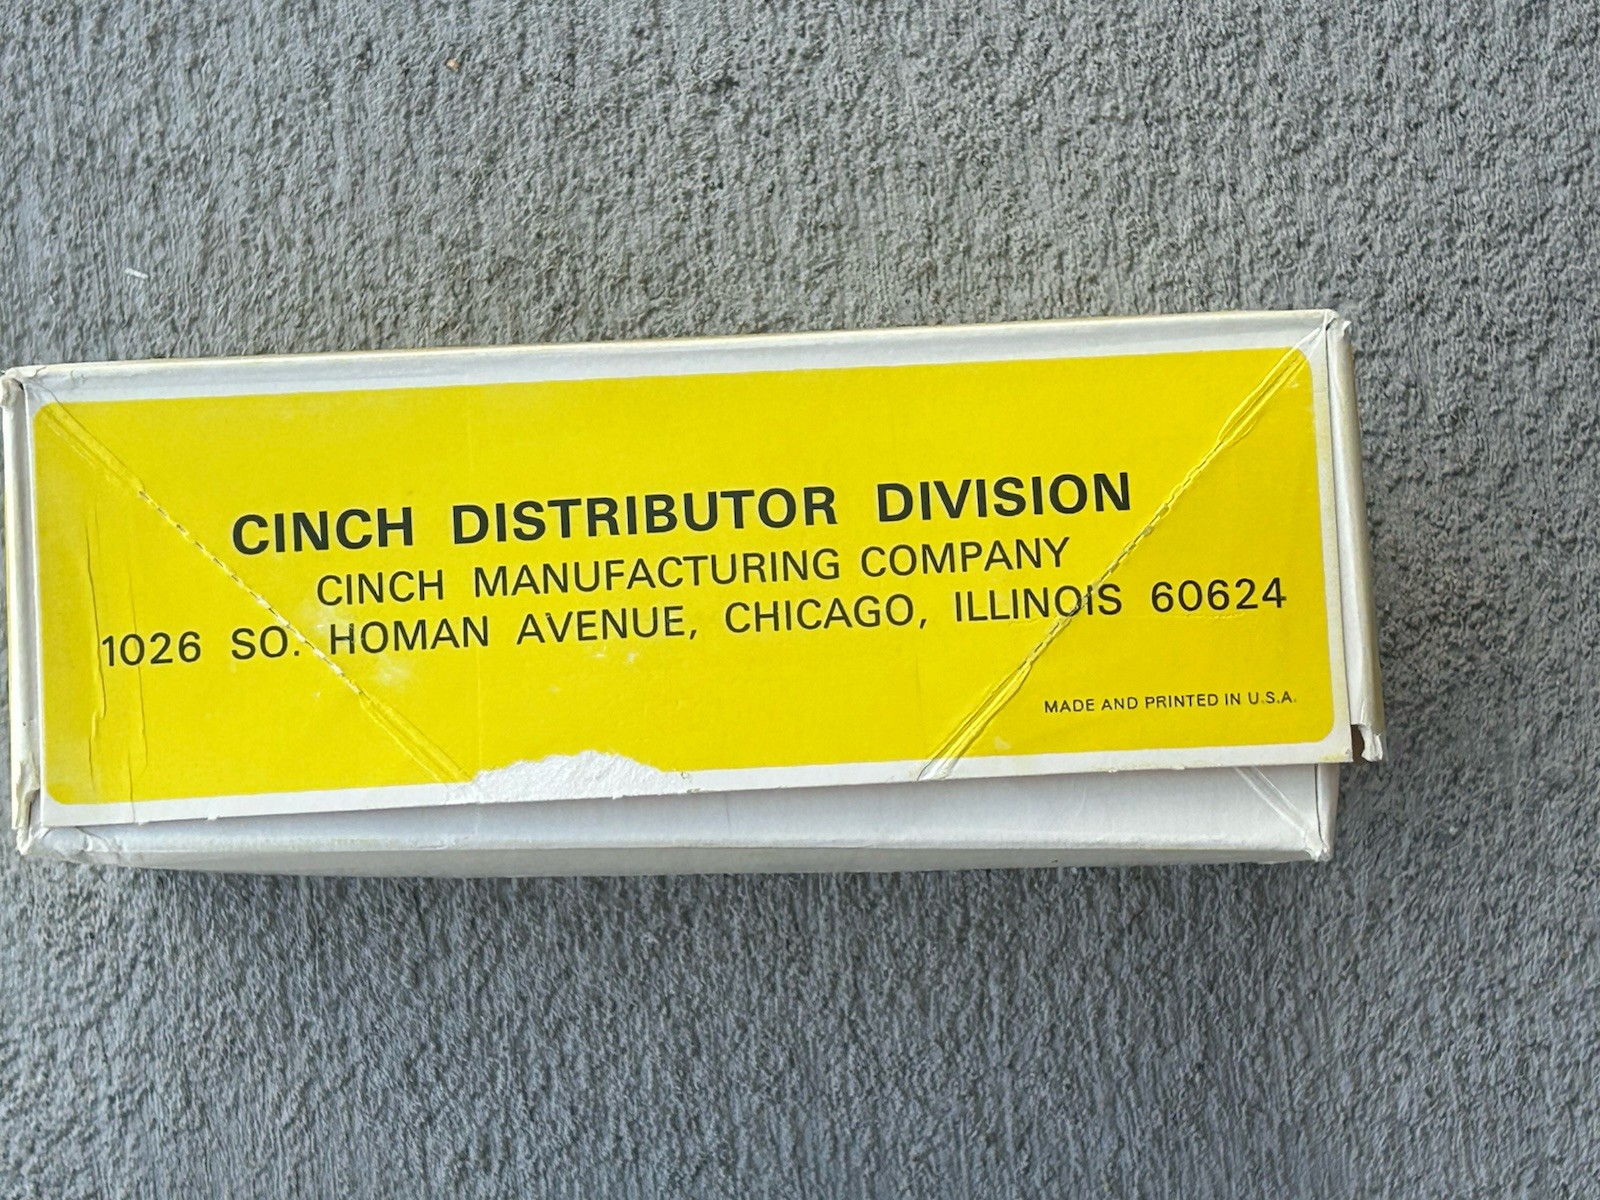 CINCH DISTRIBUTOR DIVISION
CINCH MANUFACTURING COMPANY
1026 SO. HOMAN AVENUE, CHICAGO, ILLINOIS 60624
MADE AND PRINTED IN U.S.A.